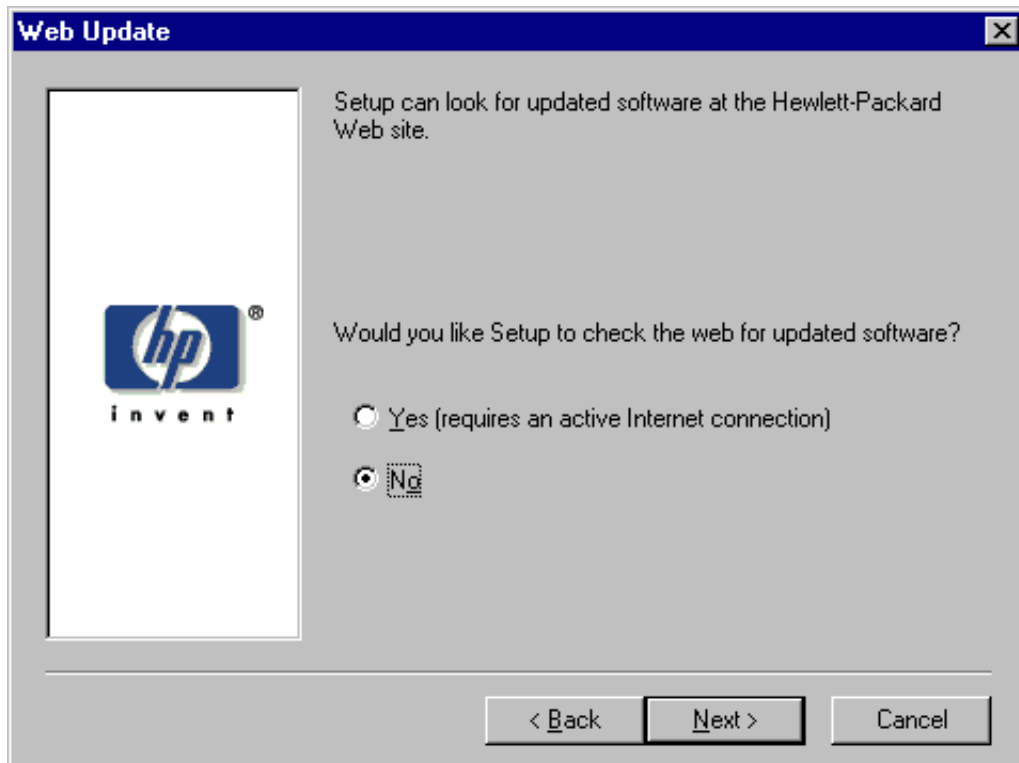 Web Update
Setup can look for updated software at the Hewlett-Packard
Web site.
hp ®
invent
Would you like Setup to check the web for updated software?
Yes (requires an active Internet connection)
No
< Back
Next >
Cancel